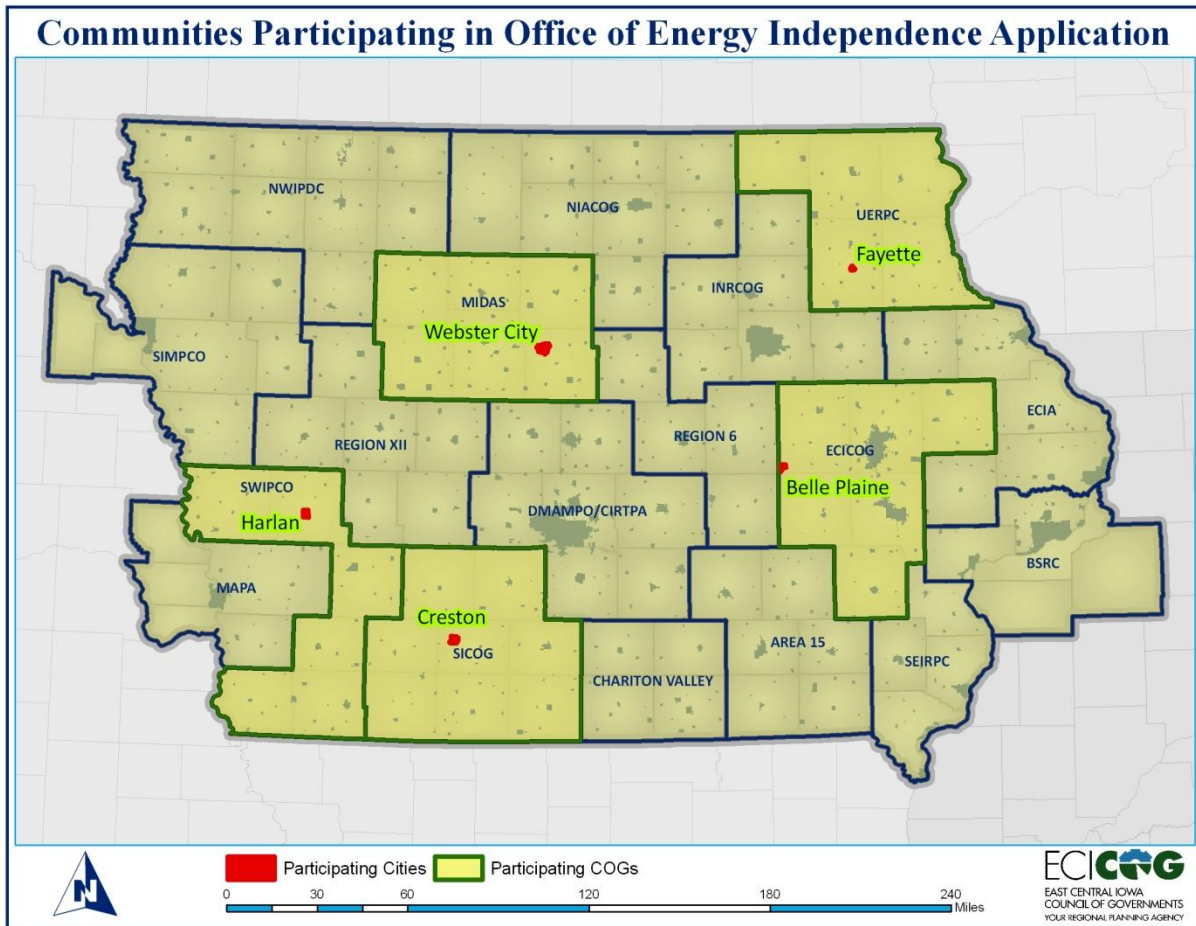 Communities Participating in Office of Energy Independence Application
NWIPDC
NIACOG
UERPC
Fayette
MIDAS
INRCOG
Webster City
SIMPCO
ECIA
REGION XII
REGION 6
ECICOG
SWIPCO
Belle Plaine
Harlan
DMAMPO/CIRTPA
BSRC
MAPA
Creston
SICOG
AREA 15
SEIRPC
CHARITON VALLEY
N
Participating Cities
Participating COGs
0 30 60 120 180 240
Miles
ECICOG
EAST CENTRAL IOWA
COUNCIL OF GOVERNMENTS
YOUR REGIONAL PLANNING AGENCY